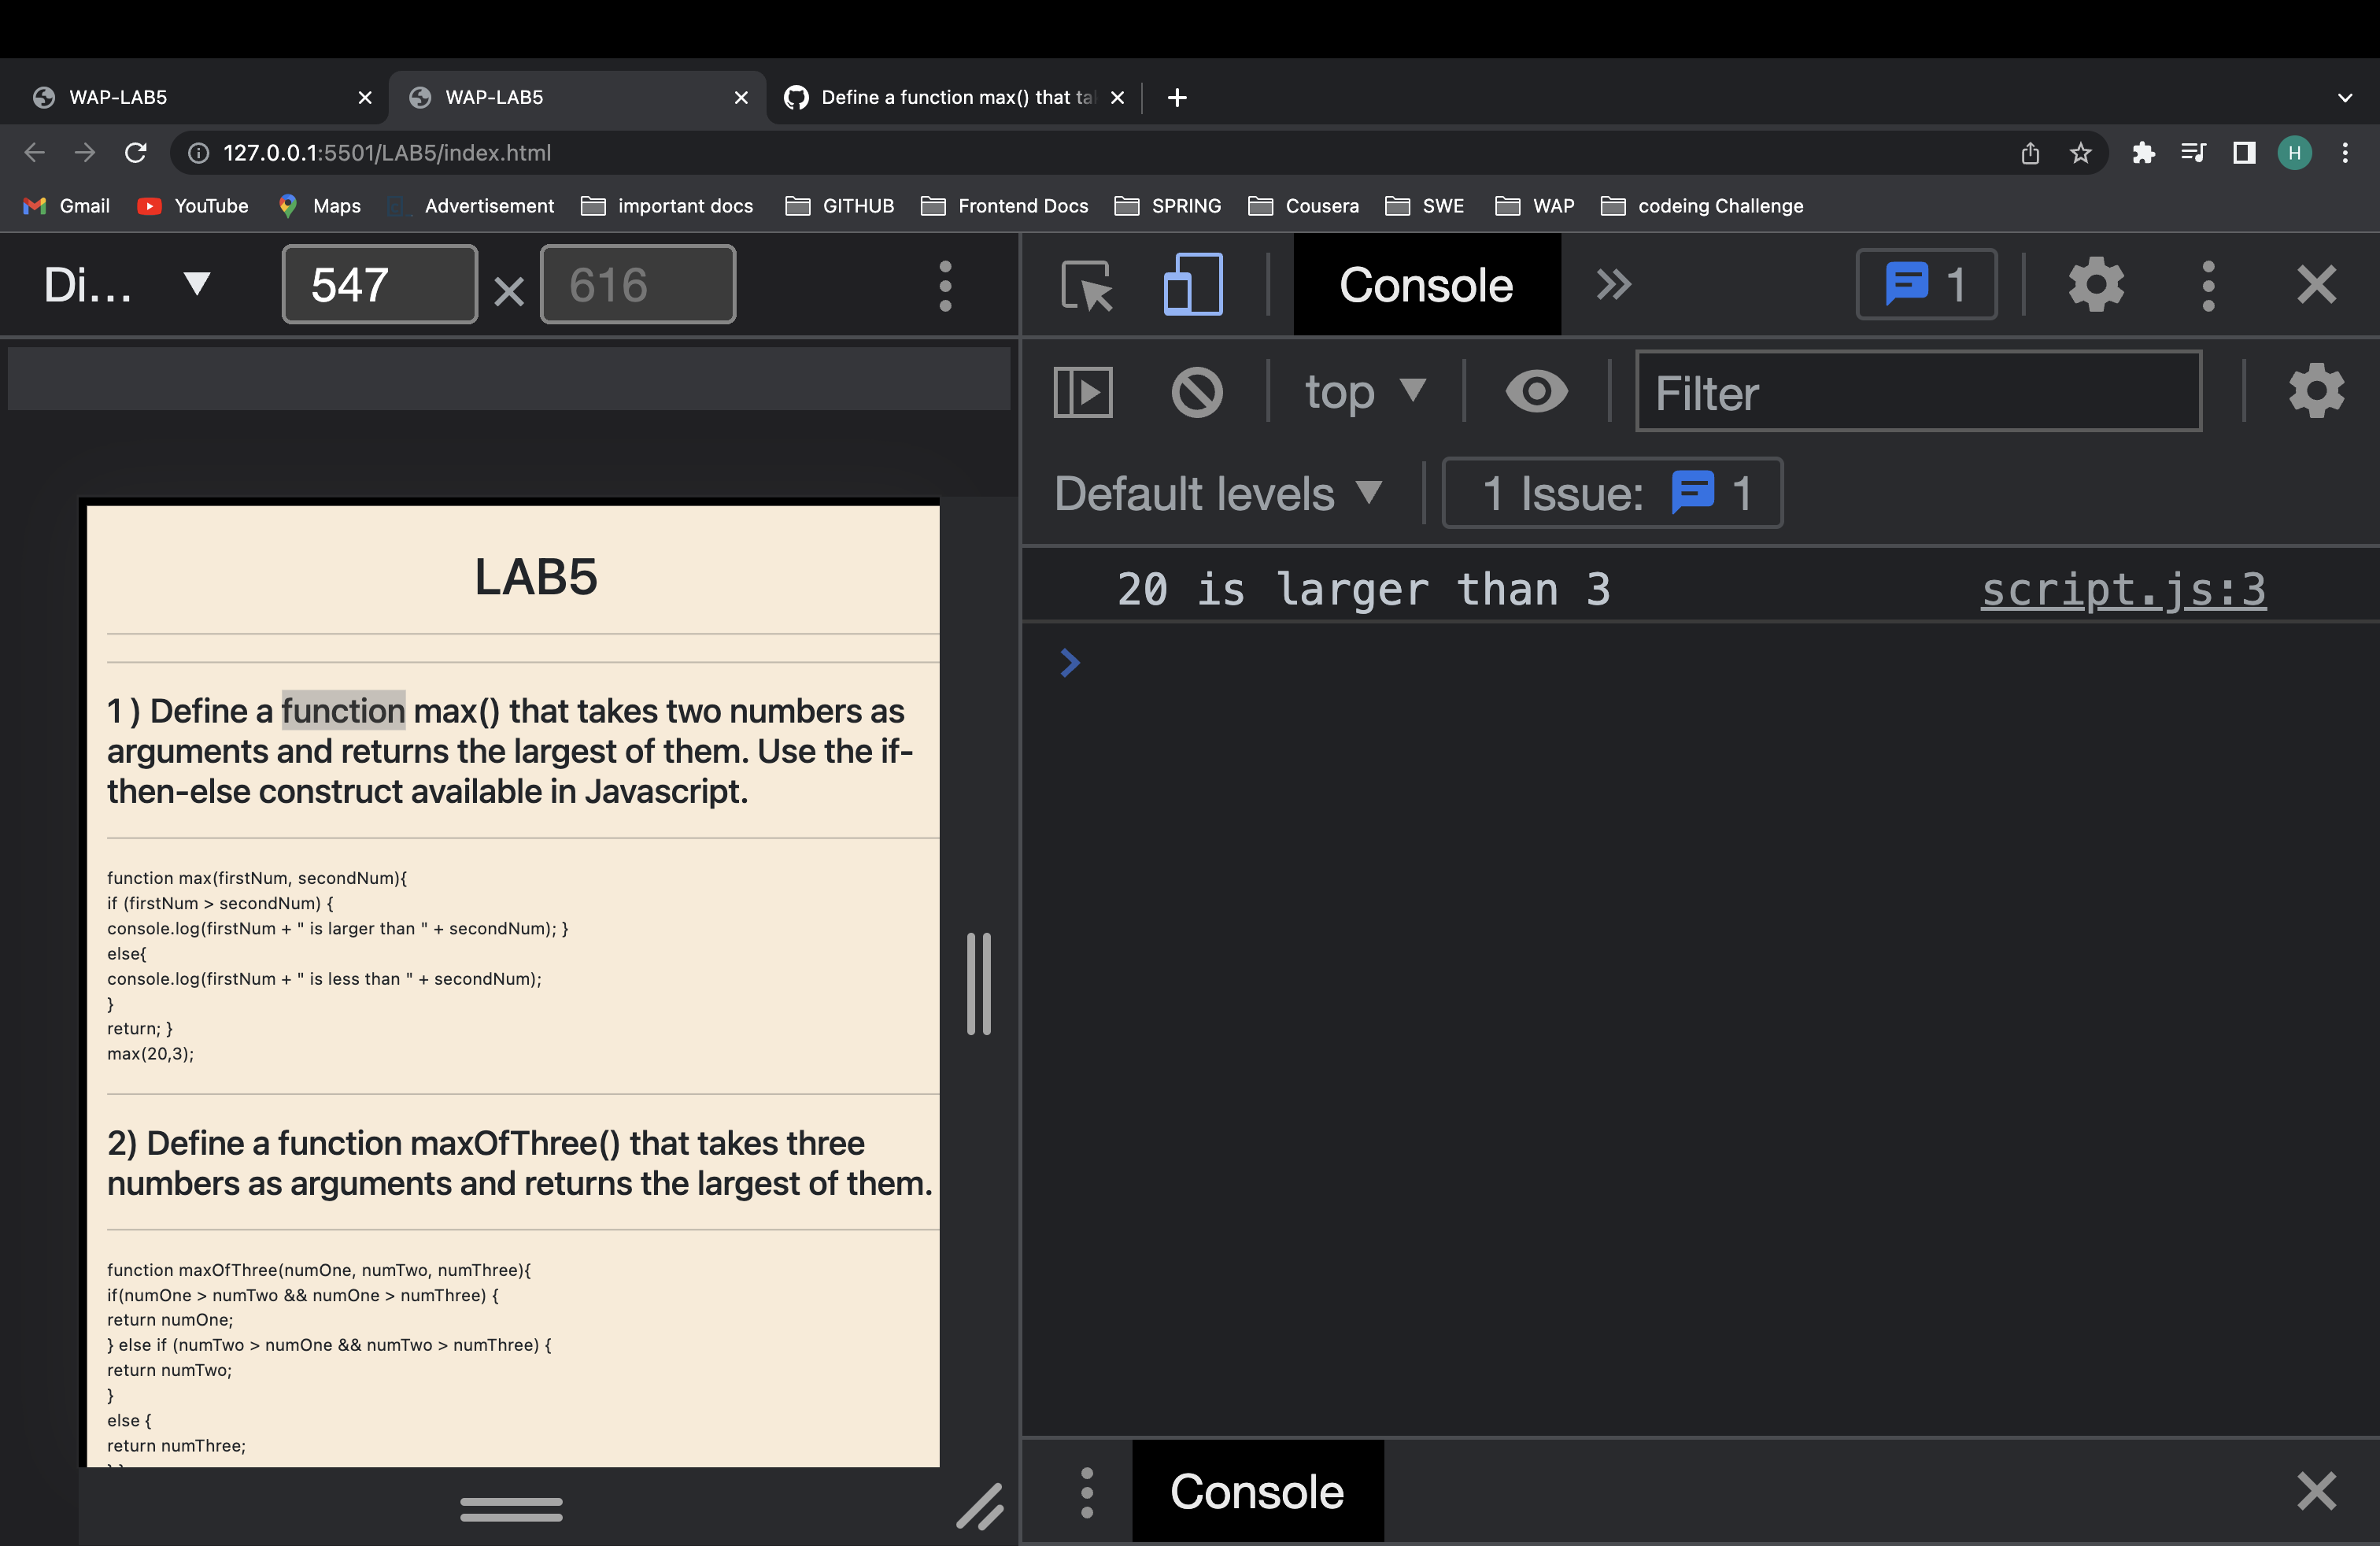 WAP-LAB5
WAP-LAB5
Define a function max() that ta
127.0.0.1:5501/LAB5/index.html
H
Gmail
YouTube
Maps
Advertisement
important docs
GITHUB
Frontend Docs
SPRING
Cousera
SWE
WAP
codeing Challenge
Di...
547 × 616
Console
1
top
Filter
Default levels
1 Issue: 1
20 is larger than 3 script.js:3
LAB5
1 ) Define a function max() that takes two numbers as
arguments and returns the largest of them. Use the if-
then-else construct available in Javascript.
function max(firstNum, secondNum){
if (firstNum > secondNum) {
console.log(firstNum + " is larger than " + secondNum); }
else{
console.log(firstNum + " is less than " + secondNum);
}
return; }
max(20,3);
2) Define a function maxOfThree() that takes three
numbers as arguments and returns the largest of them.
function maxOfThree(numOne, numTwo, numThree){
if(numOne > numTwo && numOne > numThree) {
return numOne;
} else if (numTwo > numOne && numTwo > numThree) {
return numTwo;
}
else {
return numThree;
Console